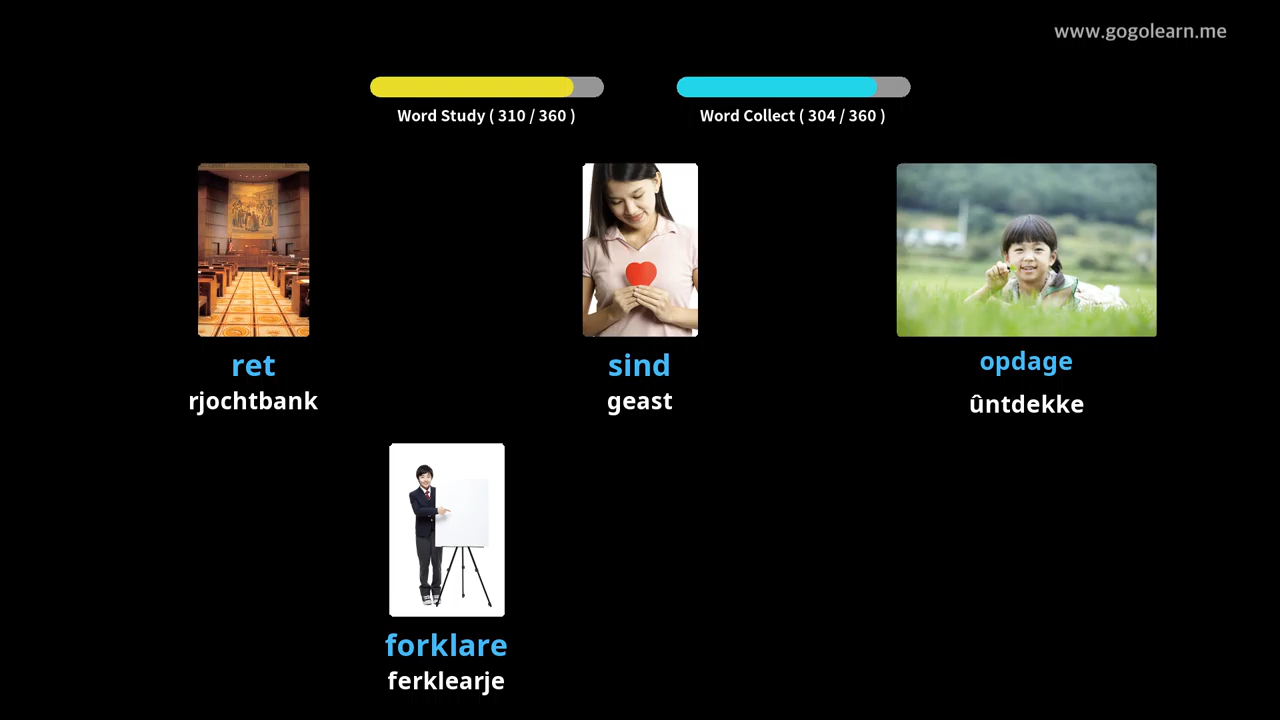 www.gogolearn.me
Word Study ( 310 / 360 )
Word Collect ( 304 / 360 )
ret
rjochtbank
sind
geast
opdage
ûntdekke
forklare
ferklearje